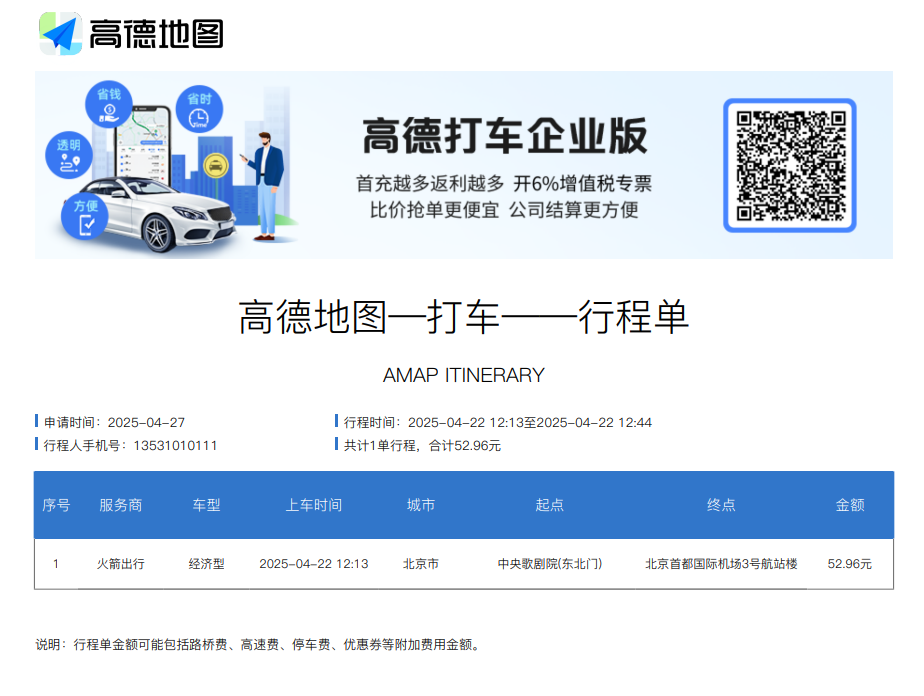 高德地图
省钱
省时
Time
透明
方便
高德打车企业版
首充越多返利越多 开6%增值税专票
比价抢单更便宜 公司结算更方便
高德地图—打车——行程单
AMAP ITINERARY
申请时间：2025-04-27 行程时间：2025-04-22 12:13至2025-04-22 12:44
行程人手机号：13531010111 共计1单行程，合计52.96元
序号 服务商 车型 上车时间 城市 起点 终点 金额
1 火箭出行 经济型 2025-04-22 12:13 北京市 中央歌剧院(东北门) 北京首都国际机场3号航站楼 52.96元
说明：行程单金额可能包括路桥费、高速费、停车费、优惠券等附加费用金额。